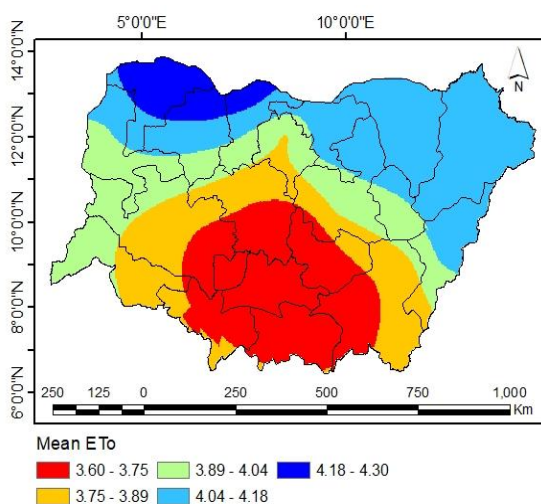 5°0'0"E 10°0'0"E
14°0'0"N
N
12°0'0"N
10°0'0"N
8°0'0"N
6°0'0"N
250 125 0 250 500 750 1,000
Km
Mean ETo
3.60 - 3.75 3.89 - 4.04 4.18 - 4.30
3.75 - 3.89 4.04 - 4.18